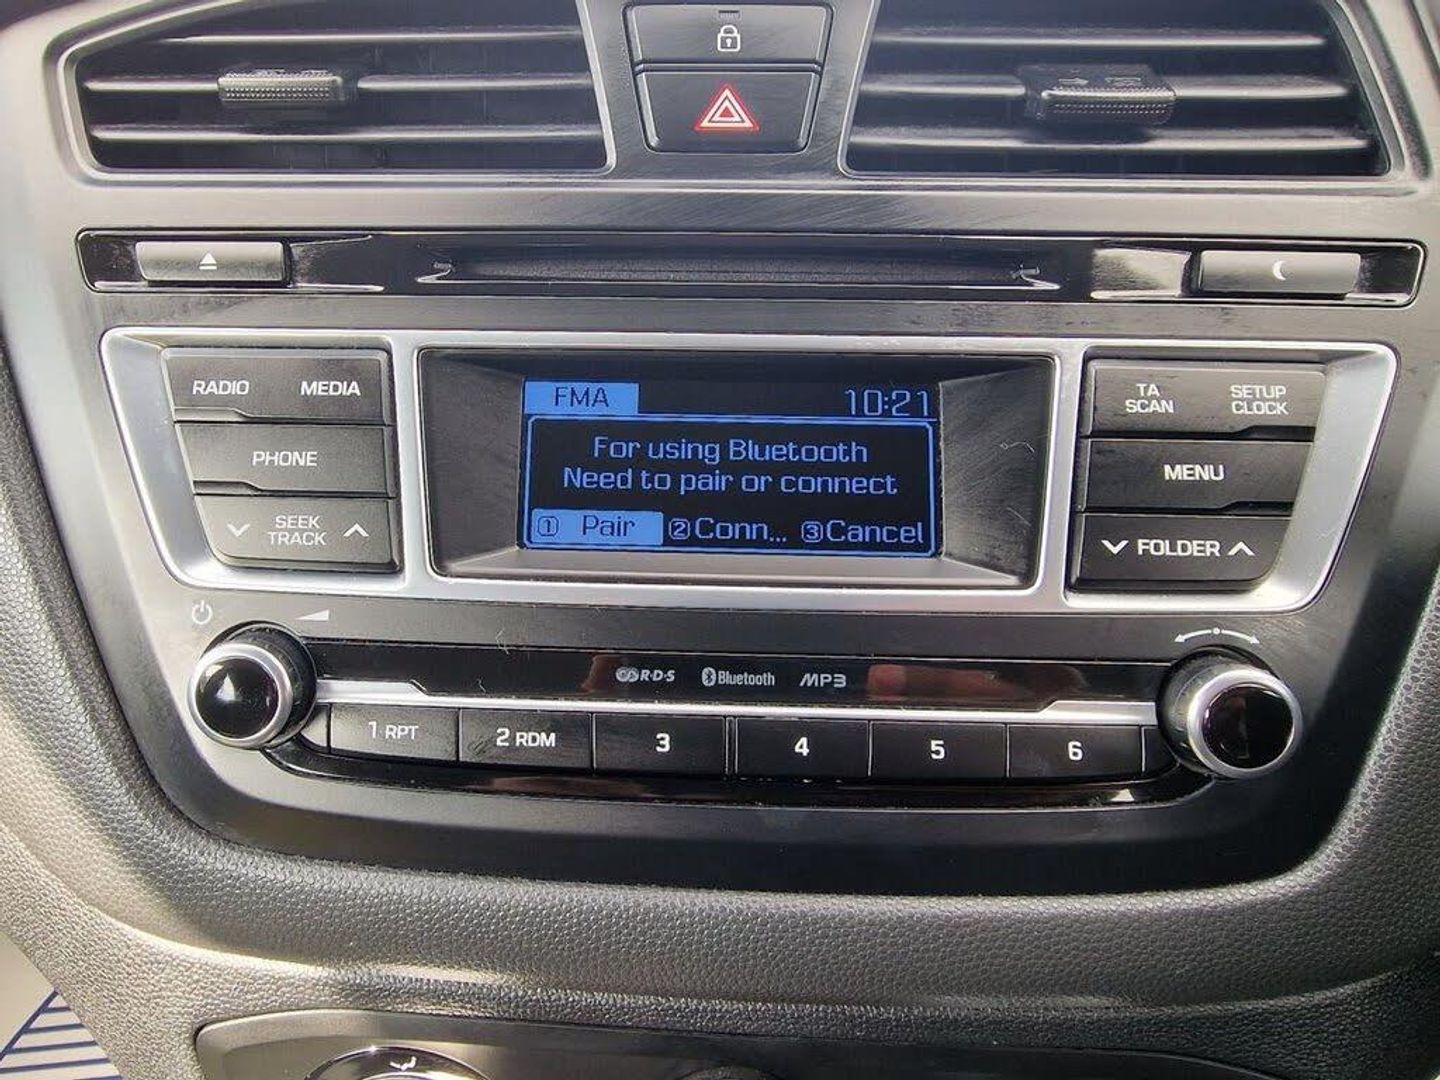 RADIO MEDIA
PHONE
SEEK
TRACK
FMA 10:21
For using Bluetooth
Need to pair or connect
① Pair ②Conn... ③Cancel
TA
SCAN
SETUP
CLOCK
MENU
FOLDER
R·D·S Bluetooth MP3
1 RPT 2 RDM 3 4 5 6